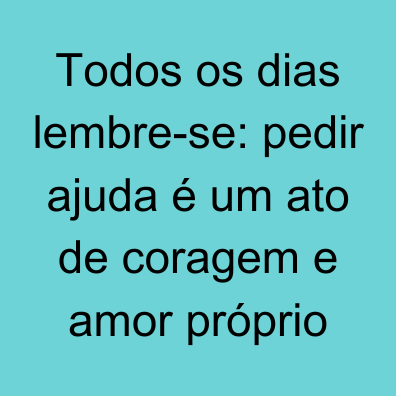 Todos os dias
lembre-se: pedir
ajuda é um ato
de coragem e
amor próprio